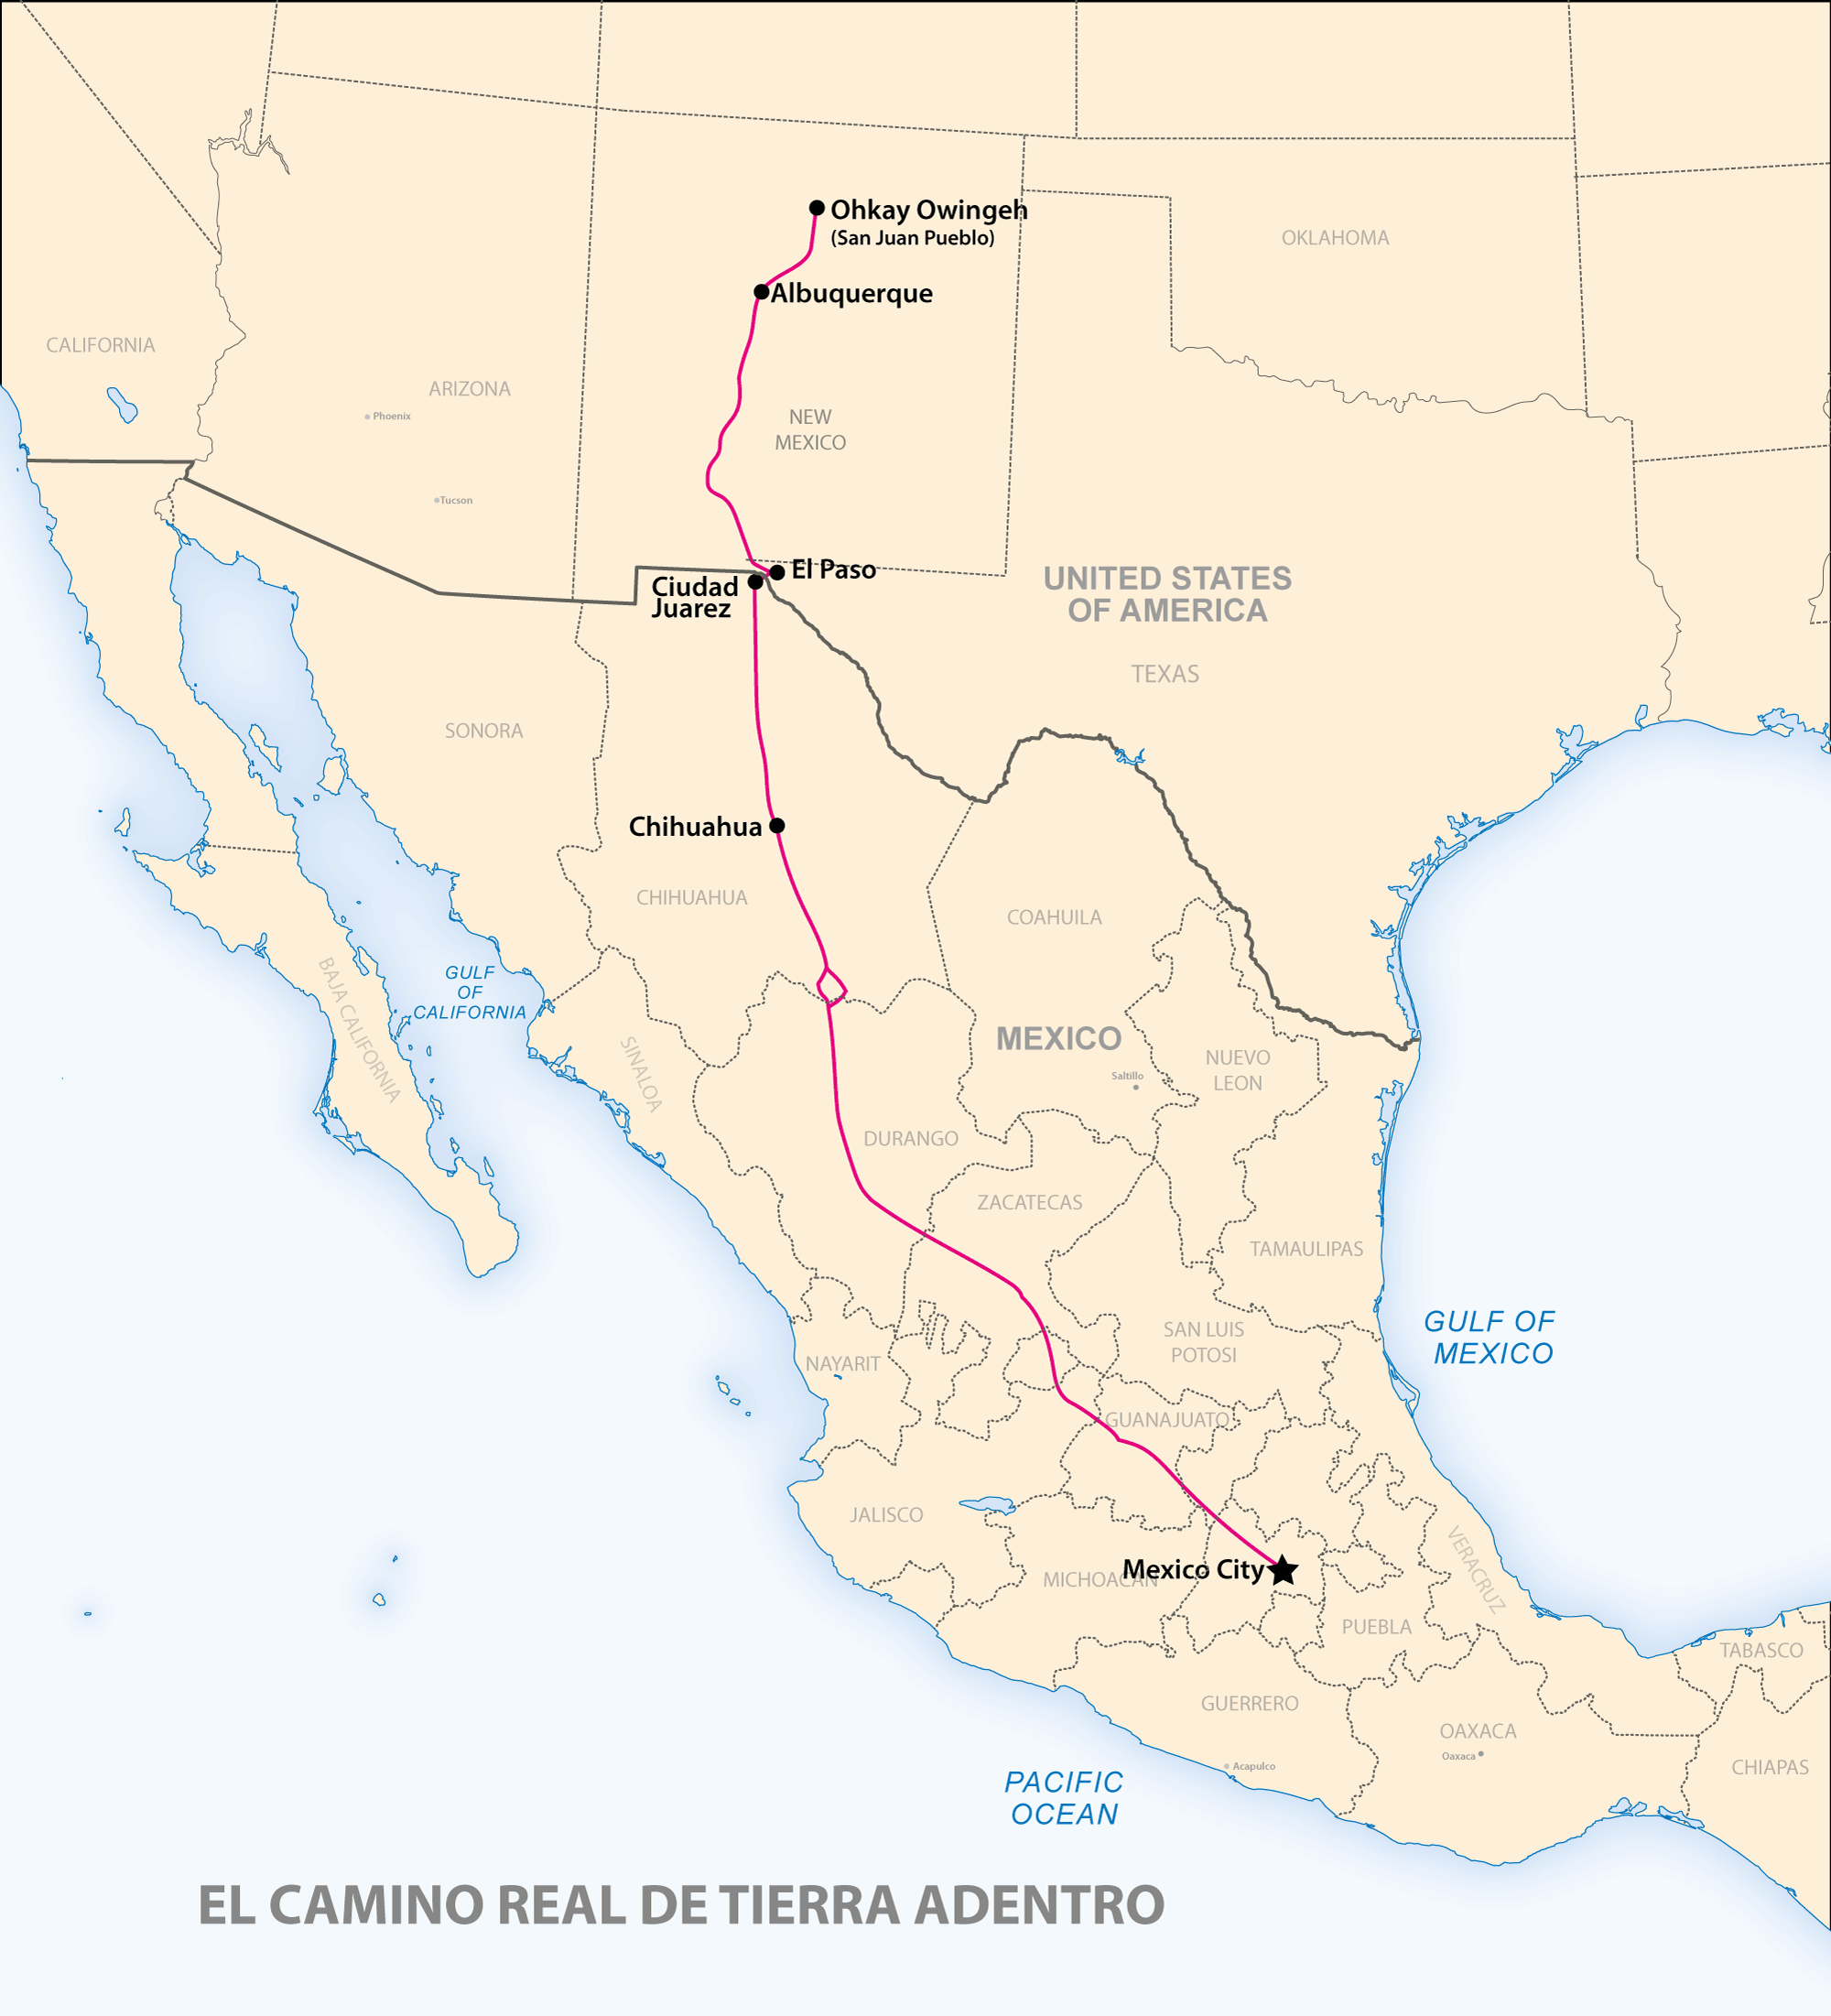 Ohkay Owingeh
(San Juan Pueblo)
OKLAHOMA
Albuquerque
CALIFORNIA
ARIZONA
Phoenix
NEW
MEXICO
Tucson
El Paso
Ciudad
Juarez
UNITED STATES
OF AMERICA
TEXAS
SONORA
Chihuahua
CHIHUAHUA
COAHUILA
GULF
OF
CALIFORNIA
BAJA CALIFORNIA
MEXICO
SINALOA
NUEVO
LEON
Saltillo
DURANGO
ZACATECAS
TAMAULIPAS
GULF OF
MEXICO
SAN LUIS
POTOSI
NAYARIT
GUANAJUATO
JALISCO
Mexico City
MICHOACAN
VERACRUZ
PUEBLA
TABASCO
GUERRERO
OAXACA
Oaxaca
Acapulco
CHIAPAS
PACIFIC
OCEAN
EL CAMINO REAL DE TIERRA ADENTRO